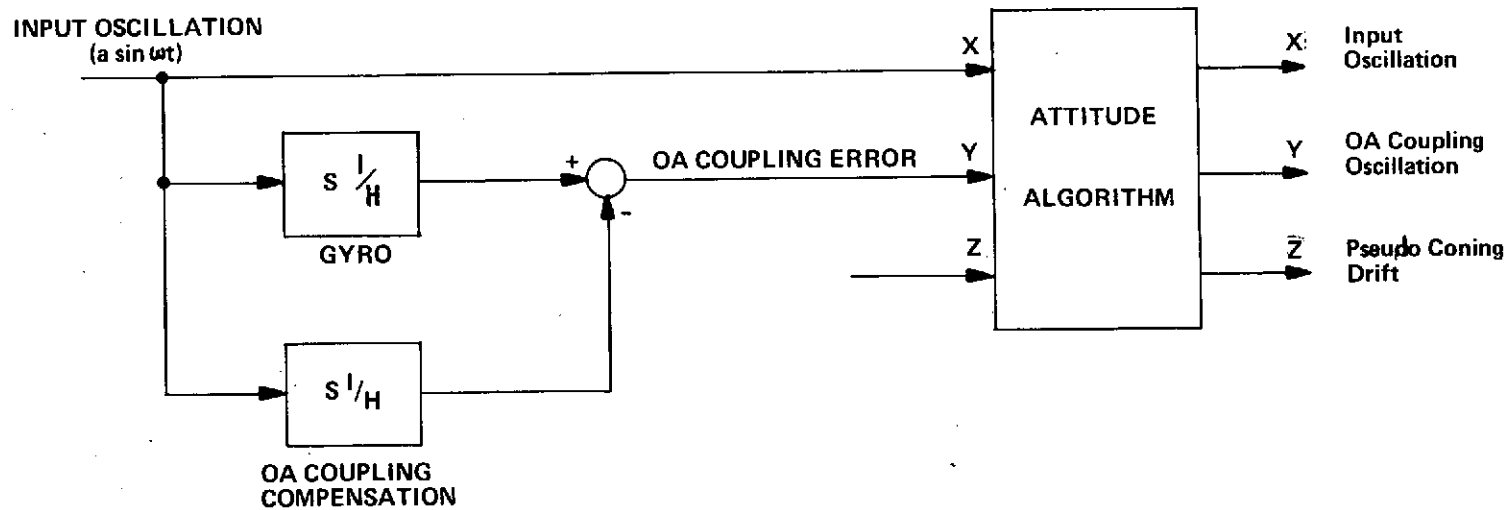 INPUT OSCILLATION
(a sin ωt)
X
X
Input
Oscillation
ATTITUDE
ALGORITHM
S I/H
GYRO
+
-
OA COUPLING ERROR
Y
Y
OA Coupling
Oscillation
Z
Z
Pseudo Coning
Drift
S I/H
OA COUPLING
COMPENSATION